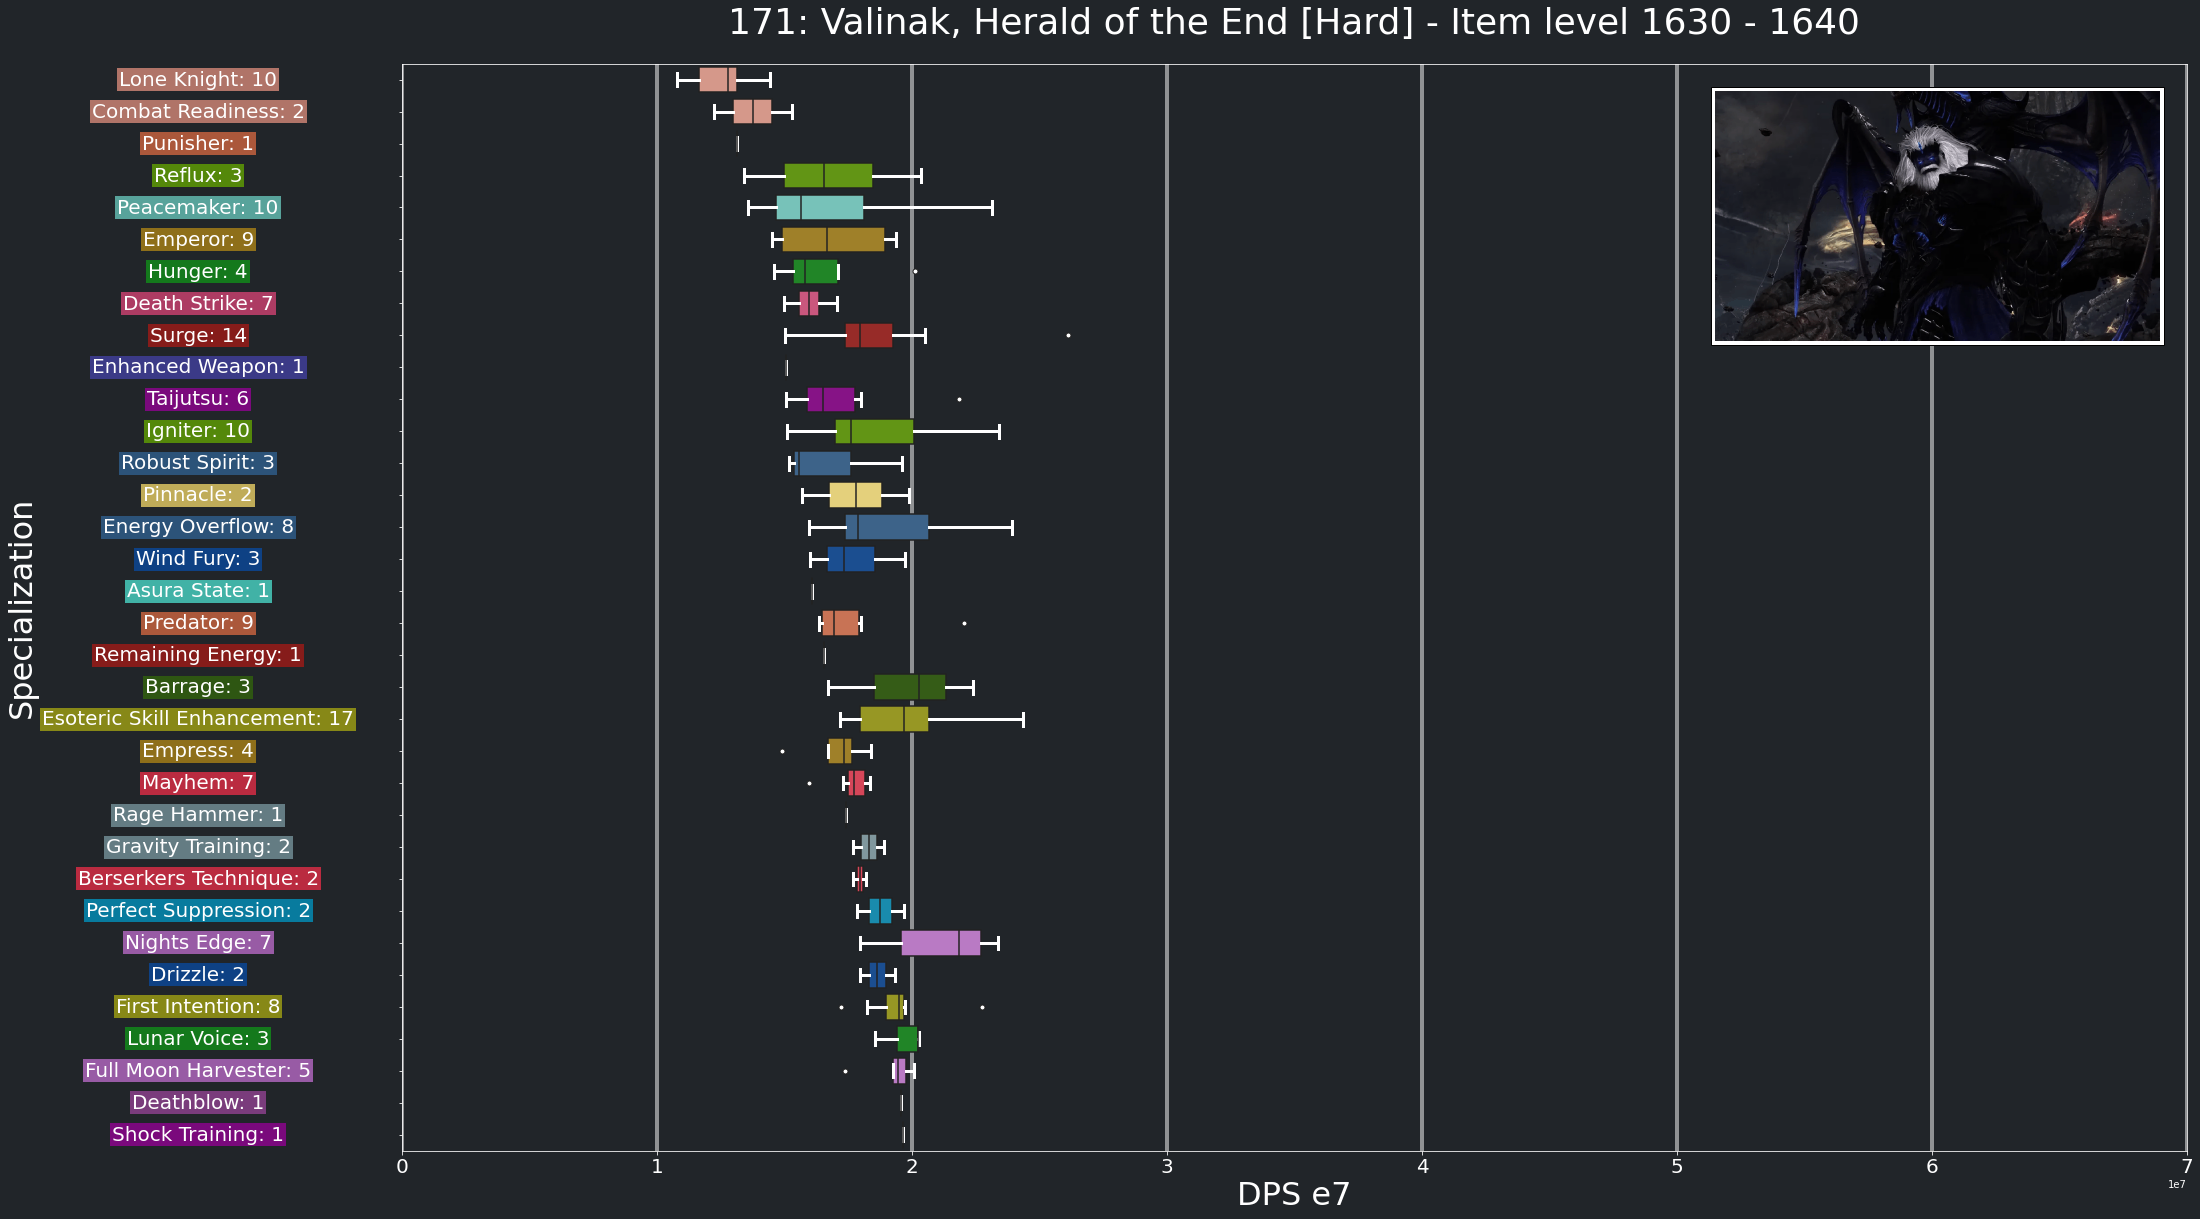 171: Valinak, Herald of the End [Hard] - Item level 1630 - 1640
Specialization
Lone Knight: 10
Combat Readiness: 2
Punisher: 1
Reflux: 3
Peacemaker: 10
Emperor: 9
Hunger: 4
Death Strike: 7
Surge: 14
Enhanced Weapon: 1
Taijutsu: 6
Igniter: 10
Robust Spirit: 3
Pinnacle: 2
Energy Overflow: 8
Wind Fury: 3
Asura State: 1
Predator: 9
Remaining Energy: 1
Barrage: 3
Esoteric Skill Enhancement: 17
Empress: 4
Mayhem: 7
Rage Hammer: 1
Gravity Training: 2
Berserkers Technique: 2
Perfect Suppression: 2
Nights Edge: 7
Drizzle: 2
First Intention: 8
Lunar Voice: 3
Full Moon Harvester: 5
Deathblow: 1
Shock Training: 1
0 1 2 3 4 5 6 7
1e7
DPS e7